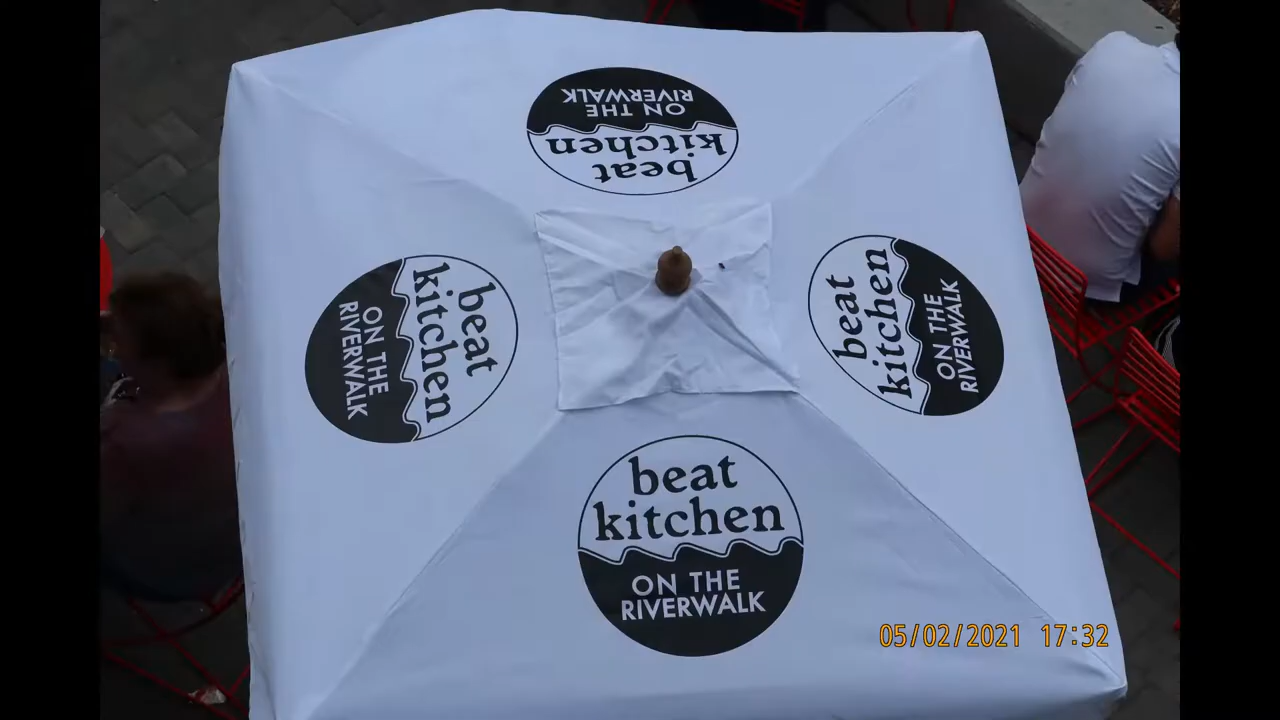 ON THE
RIVERWALK
beat
kitchen
beat
kitchen
ON THE
RIVERWALK
beat
kitchen
ON THE
RIVERWALK
beat
kitchen
ON THE
RIVERWALK
05/02/2021 17:32